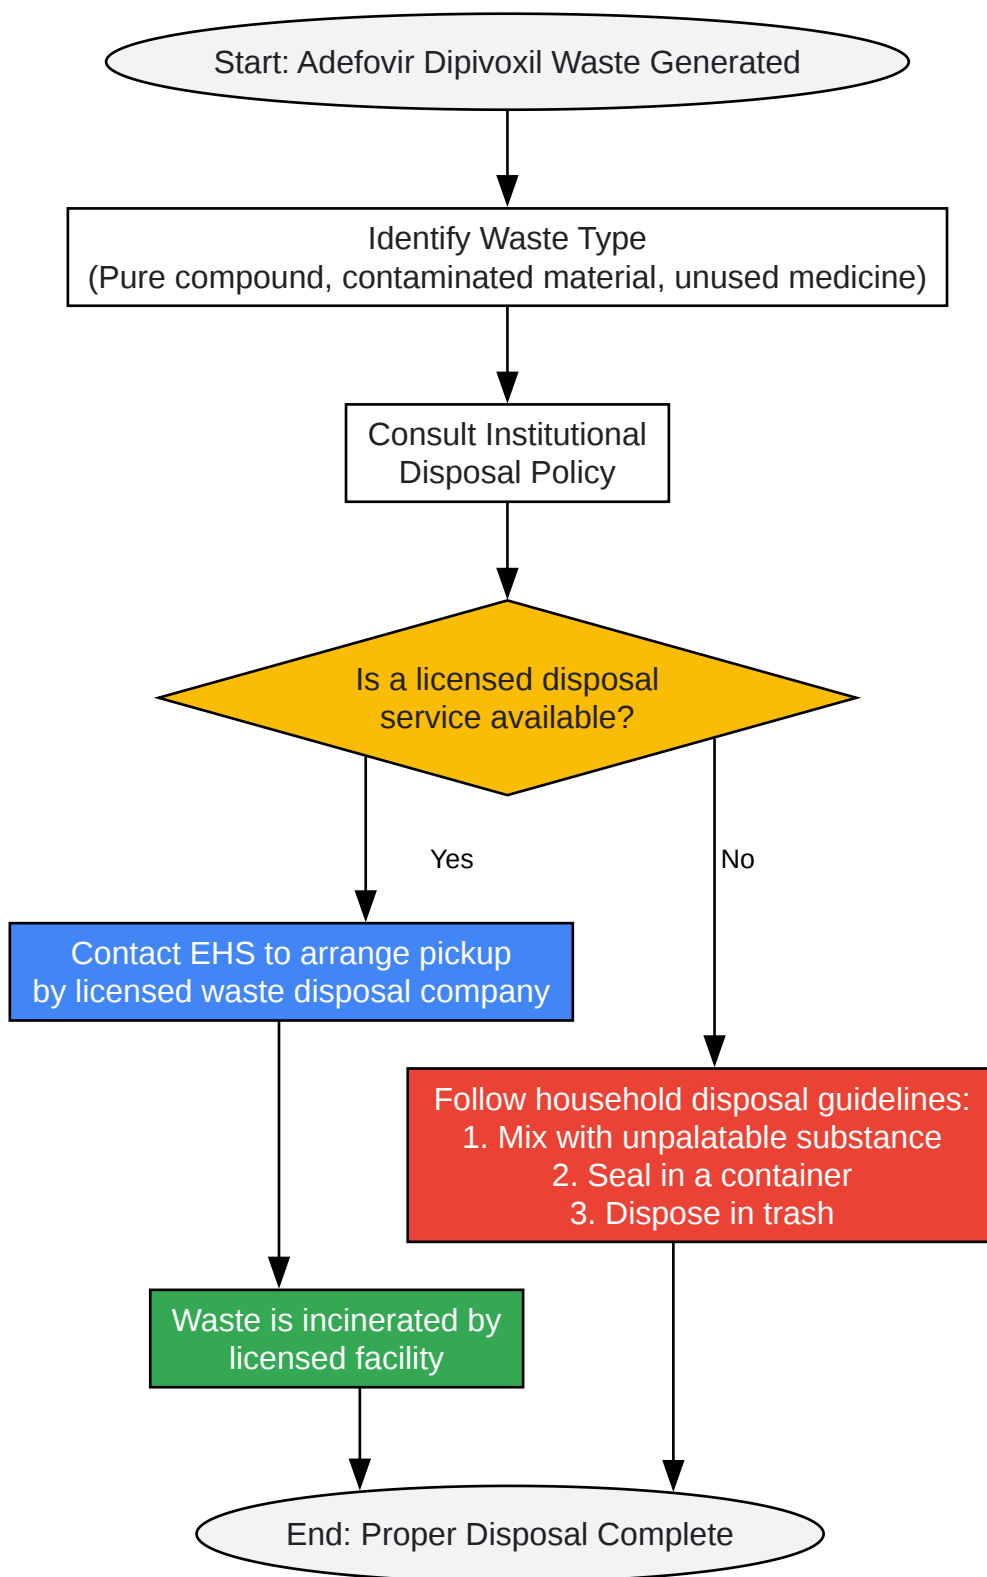 Start: Adefovir Dipivoxil Waste Generated
Identify Waste Type
(Pure compound, contaminated material, unused medicine)
Consult Institutional
Disposal Policy
Is a licensed disposal
service available?
Yes
No
Contact EHS to arrange pickup
by licensed waste disposal company
Follow household disposal guidelines:
1. Mix with unpalatable substance
2. Seal in a container
3. Dispose in trash
Waste is incinerated by
licensed facility
End: Proper Disposal Complete